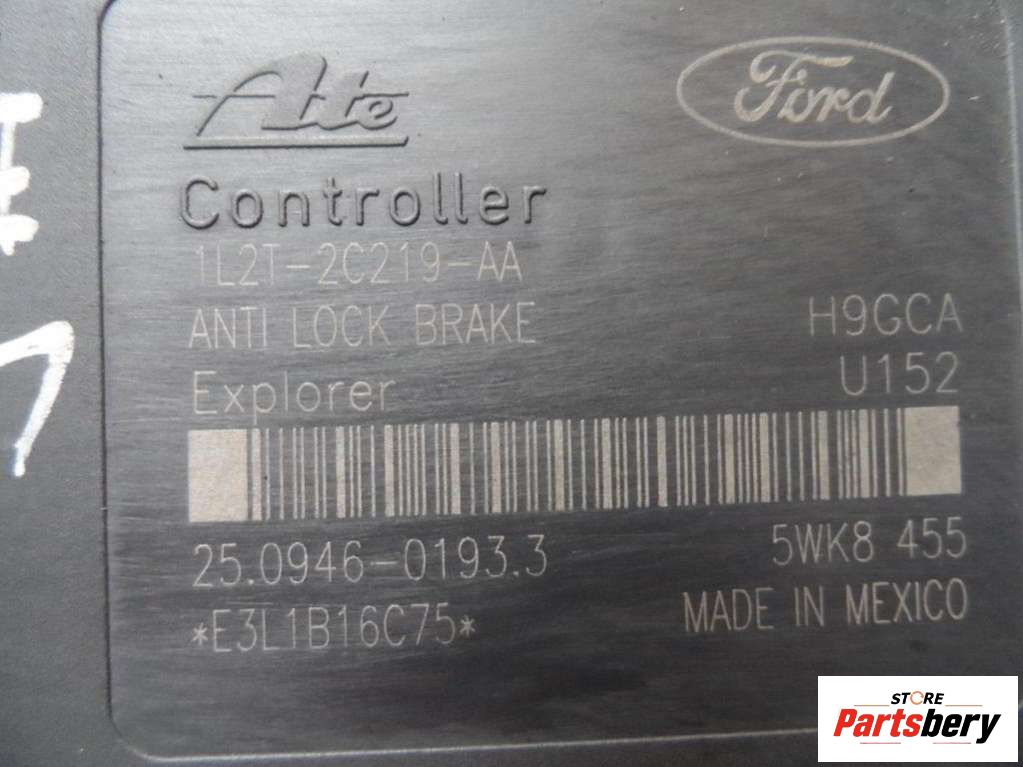 Ate
Ford
Controller
1L2T-2C219-AA
ANTI LOCK BRAKE
H9GCA
Explorer
U152
25.0946-0193.3
5WK8 455
*E3L1B16C75*
MADE IN MEXICO
STORE
Partsbery